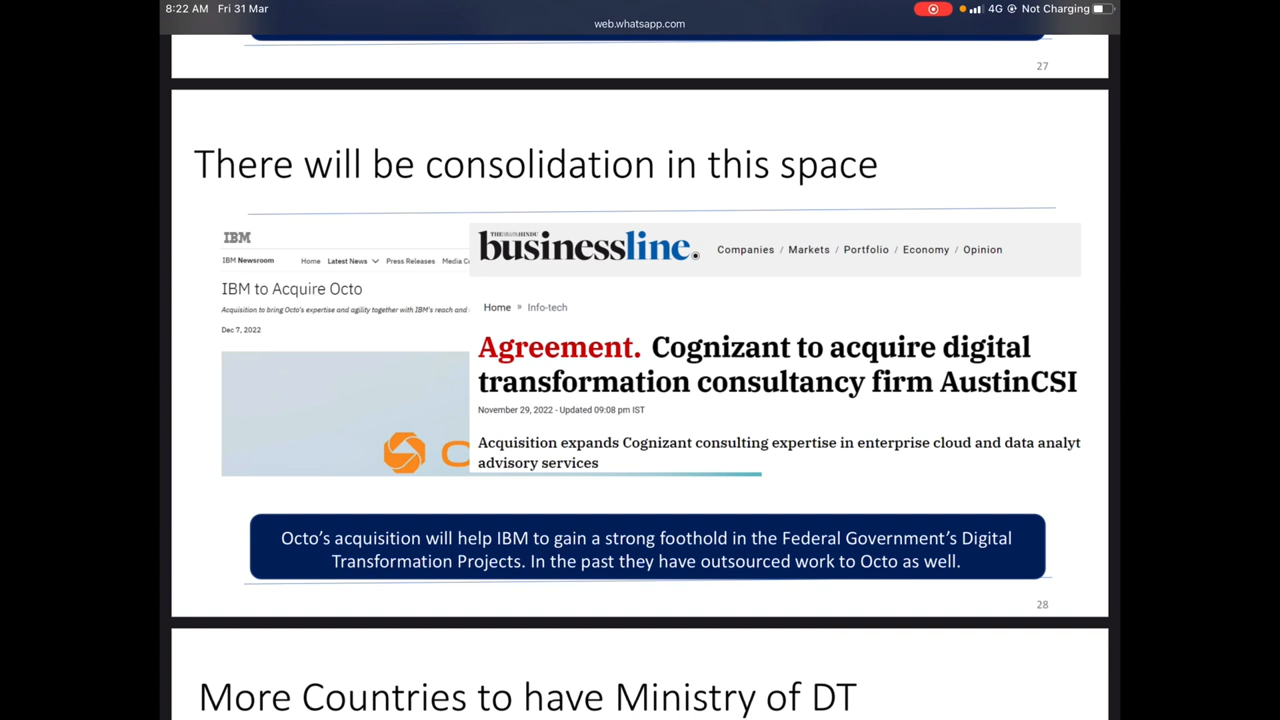 8:22 AM Fri 31 Mar
4G Not Charging
web.whatsapp.com
27
There will be consolidation in this space
IBM
IBM Newsroom Home Latest News Press Releases Media C
IBM to Acquire Octo
Acquisition to bring Octo's expertise and agility together with IBM's reach and
Dec 7, 2022
businessline.
Companies / Markets / Portfolio / Economy / Opinion
Home » Info-tech
Agreement. Cognizant to acquire digital
transformation consultancy firm AustinCSI
November 29, 2022 - Updated 09:08 pm IST
Acquisition expands Cognizant consulting expertise in enterprise cloud and data analyt
advisory services
Octo's acquisition will help IBM to gain a strong foothold in the Federal Government's Digital
Transformation Projects. In the past they have outsourced work to Octo as well.
28
More Countries to have Ministry of DT